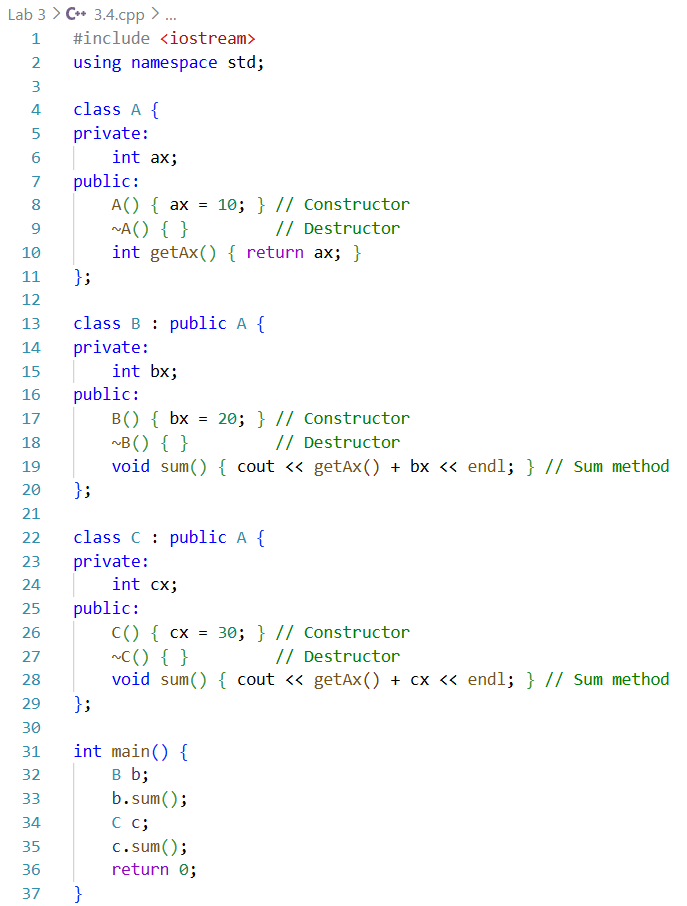 Lab 3 > C++ 3.4.cpp > ...
1 #include <iostream>
2 using namespace std;
3
4 class A {
5 private:
6     int ax;
7 public:
8     A() { ax = 10; } // Constructor
9     ~A() { }         // Destructor
10     int getAx() { return ax; }
11 };
12
13 class B : public A {
14 private:
15     int bx;
16 public:
17     B() { bx = 20; } // Constructor
18     ~B() { }         // Destructor
19     void sum() { cout << getAx() + bx << endl; } // Sum method
20 };
21
22 class C : public A {
23 private:
24     int cx;
25 public:
26     C() { cx = 30; } // Constructor
27     ~C() { }         // Destructor
28     void sum() { cout << getAx() + cx << endl; } // Sum method
29 };
30
31 int main() {
32     B b;
33     b.sum();
34     C c;
35     c.sum();
36     return 0;
37 }